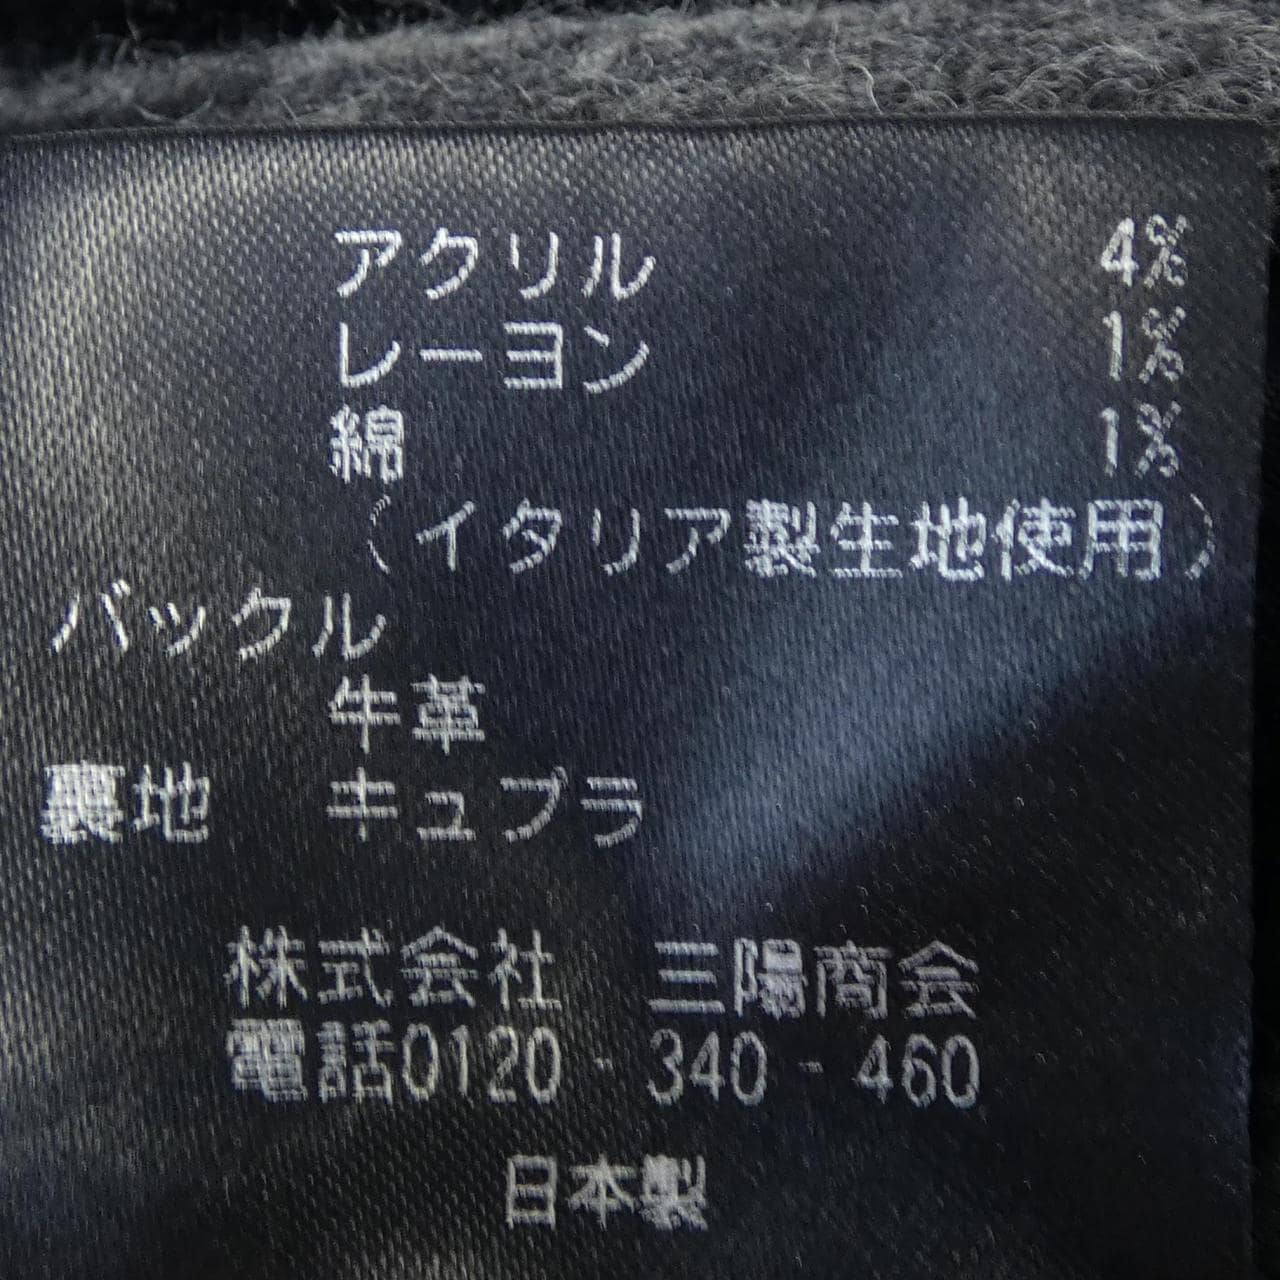 アクリル 4%
レーヨン 1%
綿 1%
(イタリア製生地使用)
バックル
牛革
裏地 キュプラ
株式会社 三陽商会
電話0120-340-460
日本製